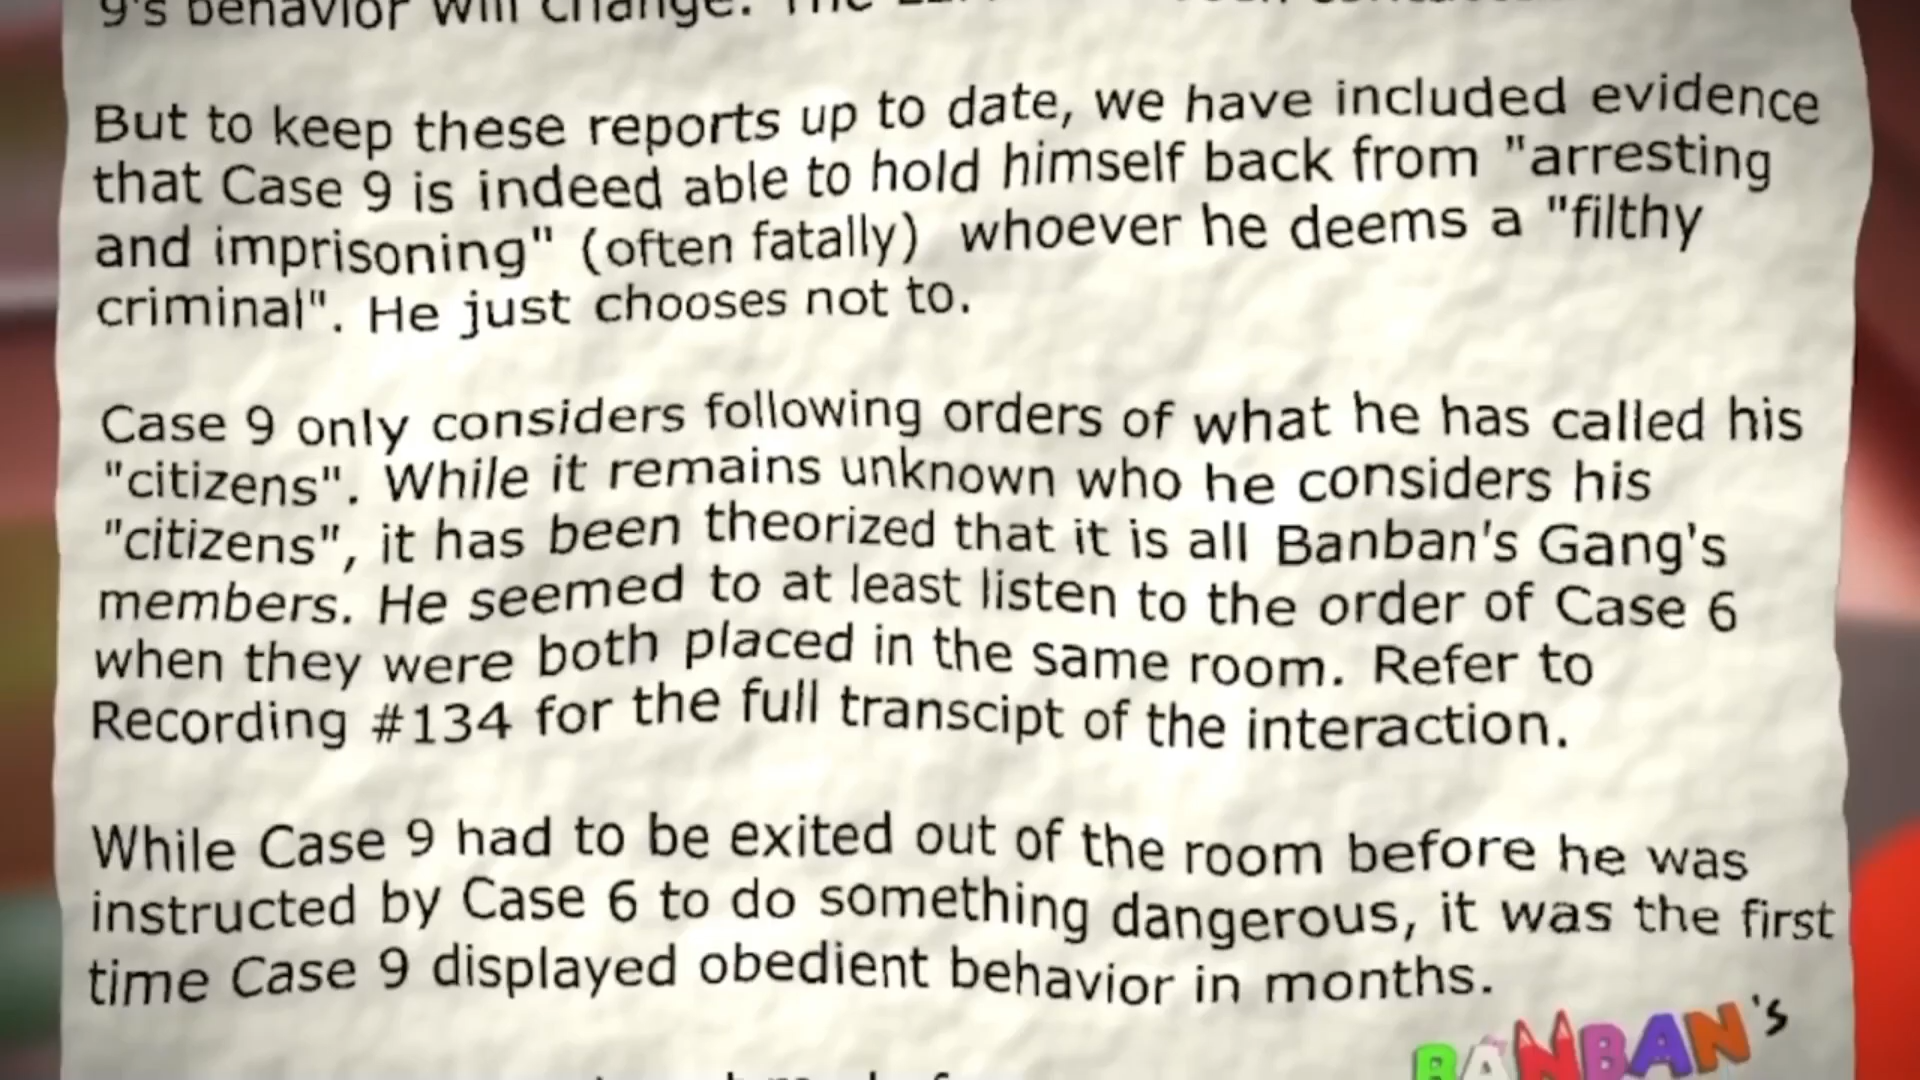 9's behavior will change. The
But to keep these reports up to date, we have included evidence
that Case 9 is indeed able to hold himself back from "arresting
and imprisoning" (often fatally) whoever he deems a "filthy
criminal". He just chooses not to.
Case 9 only considers following orders of what he has called his
"citizens". While it remains unknown who he considers his
"citizens", it has been theorized that it is all Banban's Gang's
members. He seemed to at least listen to the order of Case 6
when they were both placed in the same room. Refer to
Recording #134 for the full transcipt of the interaction.
While Case 9 had to be exited out of the room before he was
instructed by Case 6 to do something dangerous, it was the first
time Case 9 displayed obedient behavior in months.
BANBAN's